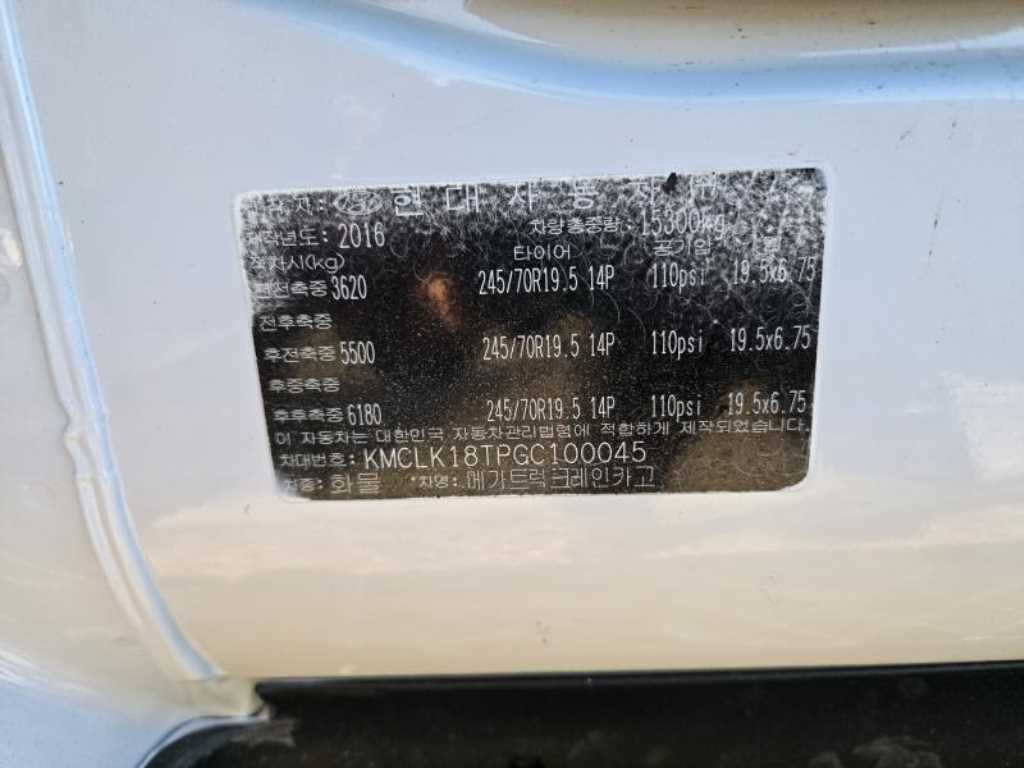 현대자동차
제작년도: 2016 차량총중량: 15300kg
적차시(kg) 타이어 공기압
전전축중 3620 245/70R19.5 14P 110psi 19.5x6.75
전후축중
후전축중 5500 245/70R19.5 14P 110psi 19.5x6.75
후중축중
후후축중 6180 245/70R19.5 14P 110psi 19.5x6.75
이 자동차는 대한민국 자동차관리법령에 적합하게 제작되었습니다.
차대번호: KMCLK18TPGC100045
차종: 화물 *차명: 메가트럭크레인카고